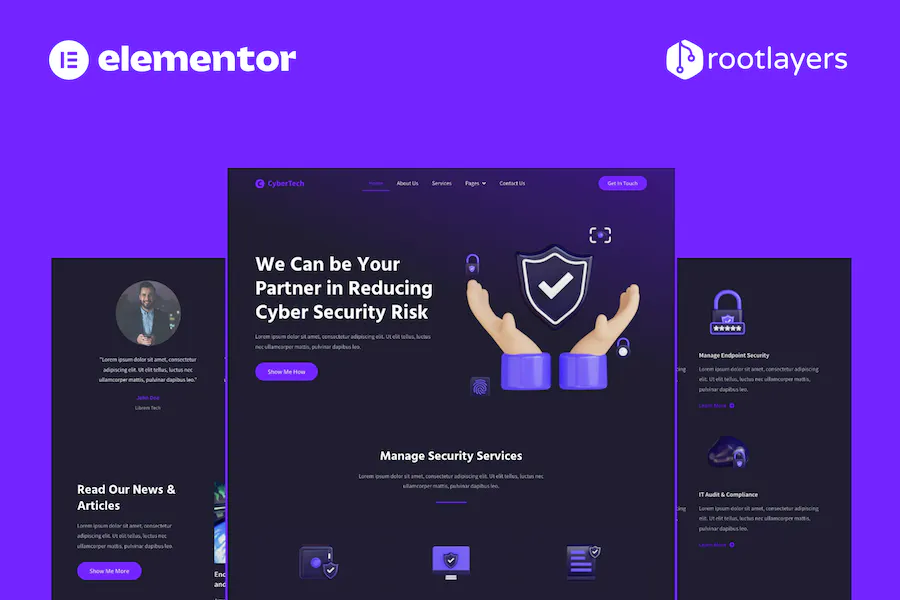 elementor
rootlayers
CyberTech
Home
About Us
Services
Pages
Contact Us
Get In Touch
We Can be Your
Partner in Reducing
Cyber Security Risk
Lorem ipsum dolor sit amet, consectetur adipiscing elit. Ut elit tellus, luctus
nec ullamcorper mattis, pulvinar dapibus leo.
Show Me How
Manage Security Services
Lorem ipsum dolor sit amet, consectetur adipiscing elit. Ut elit tellus, luctus nec
ullamcorper mattis, pulvinar dapibus leo.
"Lorem ipsum dolor sit amet, consectetur
adipiscing elit. Ut elit tellus, luctus nec
ullamcorper mattis, pulvinar dapibus leo."
John Doe
Lorem Tech
Read Our News &
Articles
Lorem ipsum dolor sit amet, consectetur
adipiscing elit. Ut elit tellus, luctus nec
ullamcorper mattis, pulvinar dapibus leo.
Show Me More
Manage Endpoint Security
Lorem ipsum dolor sit amet, consectetur adipiscing
elit. Ut elit tellus, luctus nec ullamcorper mattis,
pulvinar dapibus leo.
Learn More
IT Audit & Compliance
Lorem ipsum dolor sit amet, consectetur adipiscing
elit. Ut elit tellus, luctus nec ullamcorper mattis,
pulvinar dapibus leo.
Learn More